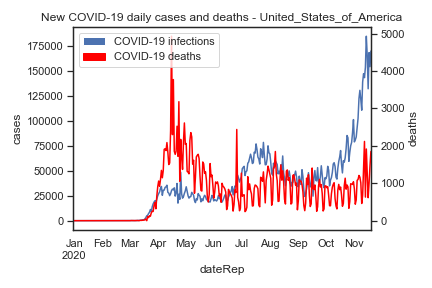 New COVID-19 daily cases and deaths - United_States_of_America
COVID-19 infections
COVID-19 deaths
175000
150000
125000
100000
75000
50000
25000
0
cases
5000
4000
3000
2000
1000
0
deaths
Jan Feb Mar Apr May Jun Jul Aug Sep Oct Nov
2020
dateRep